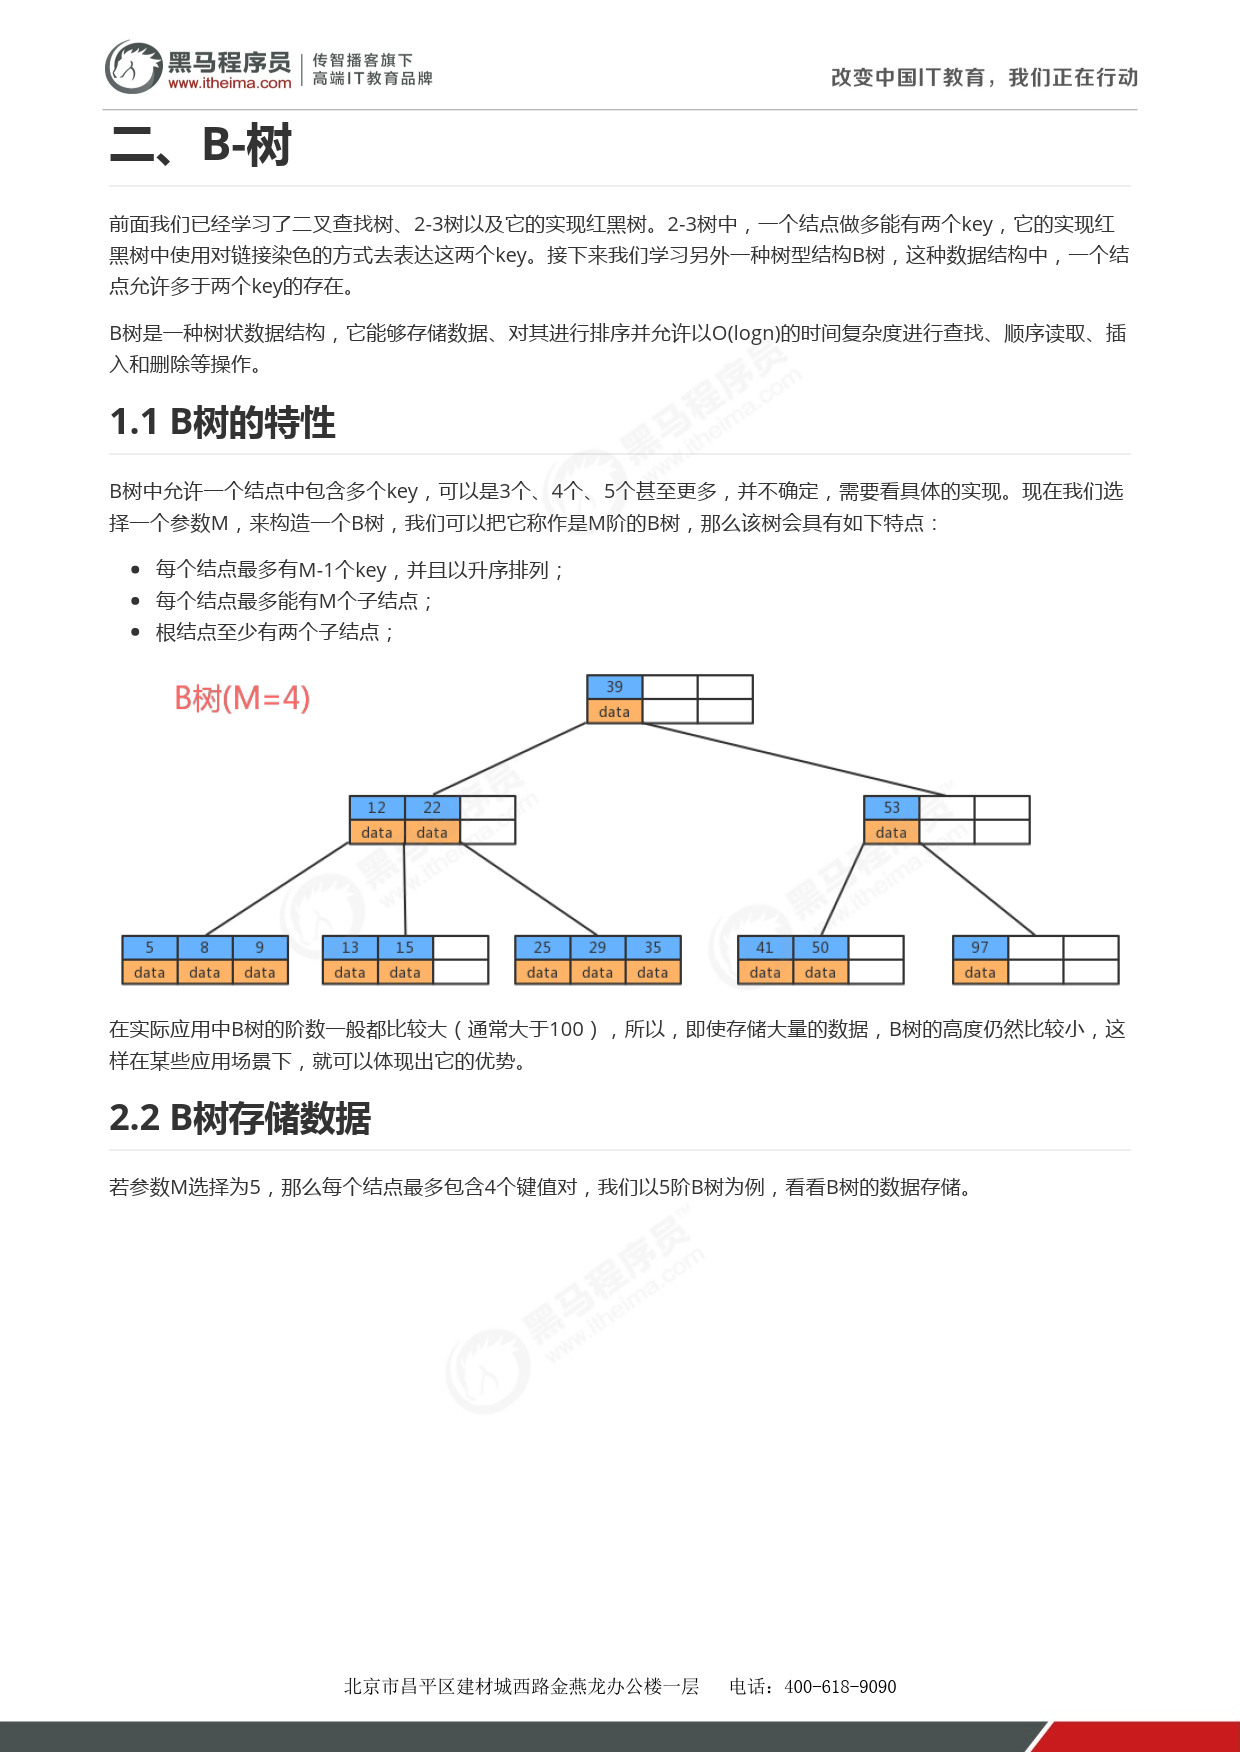 黑马程序员
www.itheima.com
传智播客旗下
高端IT教育品牌
改变中国IT教育，我们正在行动
二、B-树
前面我们已经学习了二叉查找树、2-3树以及它的实现红黑树。2-3树中，一个结点做多能有两个key，它的实现红
黑树中使用对链接染色的方式去表达这两个key。接下来我们学习另外一种树型结构B树，这种数据结构中，一个结
点允许多于两个key的存在。
B树是一种树状数据结构，它能够存储数据、对其进行排序并允许以O(logn)的时间复杂度进行查找、顺序读取、插
入和删除等操作。
1.1 B树的特性
B树中允许一个结点中包含多个key，可以是3个、4个、5个甚至更多，并不确定，需要看具体的实现。现在我们选
择一个参数M，来构造一个B树，我们可以把它称作是M阶的B树，那么该树会具有如下特点：
每个结点最多有M-1个key，并且以升序排列；
每个结点最多能有M个子结点；
根结点至少有两个子结点；
B树(M=4)
39
data
12 22
data data
53
data
5 8 9
data data data
13 15
data data
25 29 35
data data data
41 50
data data
97
data
在实际应用中B树的阶数一般都比较大（通常大于100），所以，即使存储大量的数据，B树的高度仍然比较小，这
样在某些应用场景下，就可以体现出它的优势。
2.2 B树存储数据
若参数M选择为5，那么每个结点最多包含4个键值对，我们以5阶B树为例，看看B树的数据存储。
黑马程序员
www.itheima.com
北京市昌平区建材城西路金燕龙办公楼一层 电话：400-618-9090